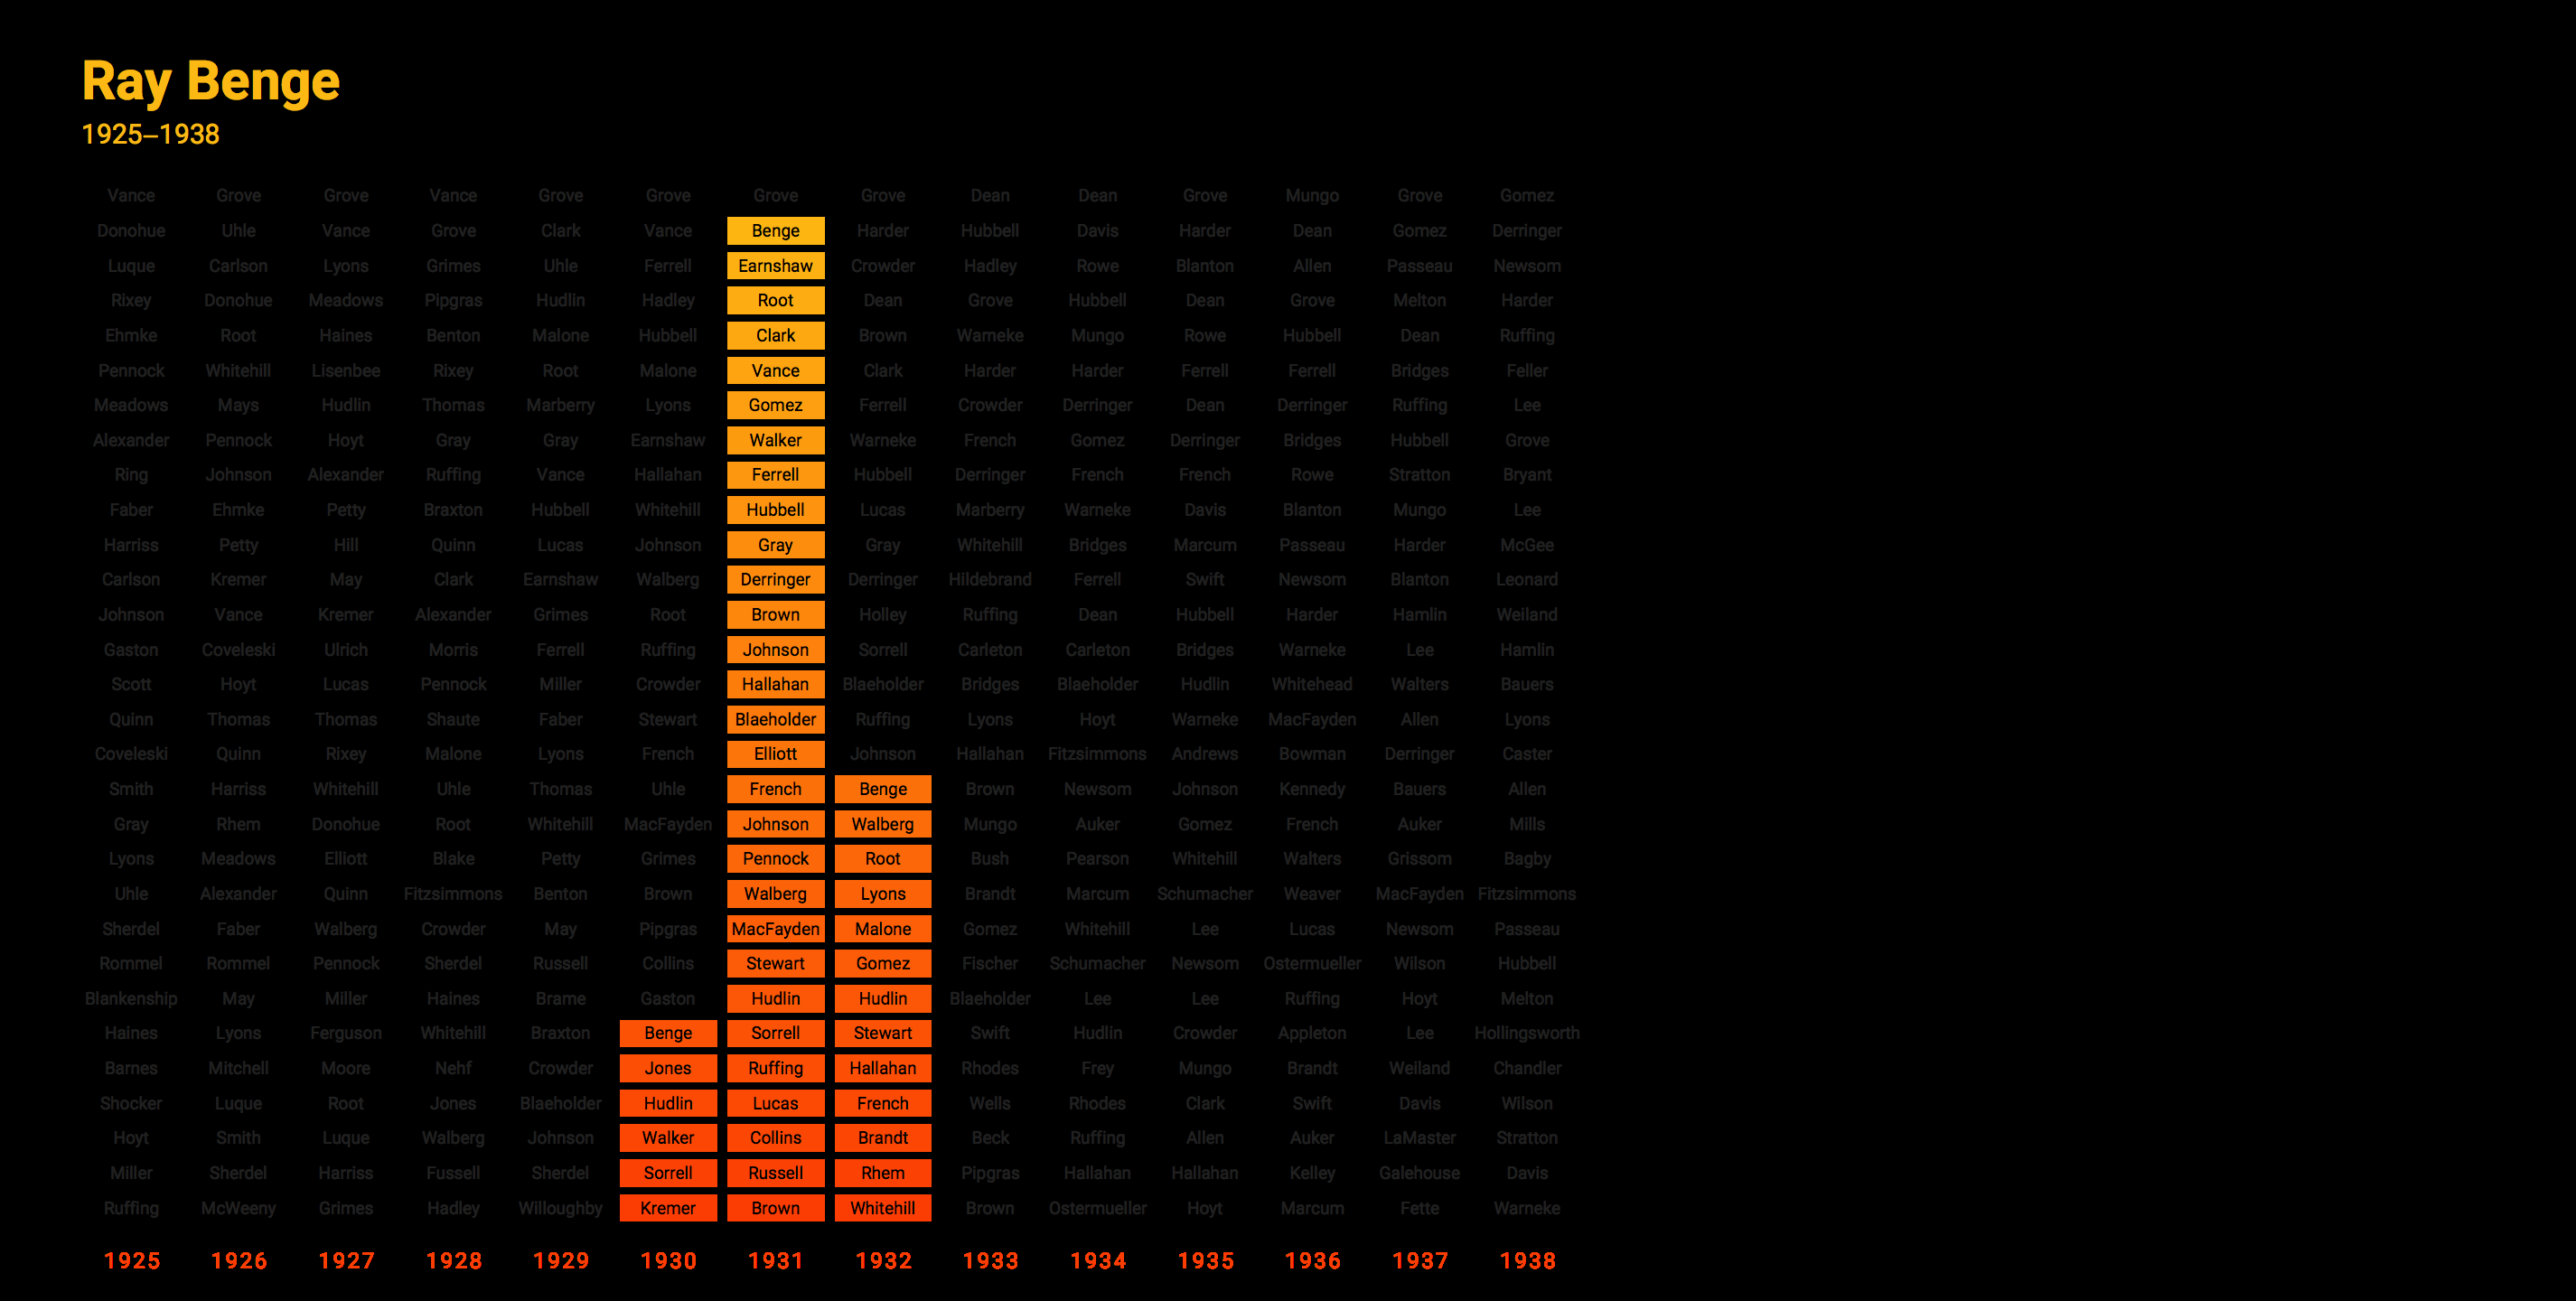 Ray Benge
1925–1938
Vance Grove Grove Vance Grove Grove Grove Grove Dean Dean Grove Mungo Grove Gomez
Donohue Uhle Vance Grove Clark Vance Benge Harder Hubbell Davis Harder Dean Gomez Derringer
Luque Carlson Lyons Grimes Uhle Ferrell Earnshaw Crowder Hadley Rowe Blanton Allen Passeau Newsom
Rixey Donohue Meadows Pipgras Hudlin Hadley Root Dean Grove Hubbell Dean Grove Melton Harder
Ehmke Root Haines Benton Malone Hubbell Clark Brown Warneke Mungo Rowe Hubbell Dean Ruffing
Pennock Whitehill Lisenbee Rixey Root Malone Vance Clark Harder Harder Ferrell Ferrell Bridges Feller
Meadows Mays Hudlin Thomas Marberry Lyons Gomez Ferrell Crowder Derringer Dean Derringer Ruffing Lee
Alexander Pennock Hoyt Gray Gray Earnshaw Walker Warneke French Gomez Derringer Bridges Hubbell Grove
Ring Johnson Alexander Ruffing Vance Hallahan Ferrell Hubbell Derringer French French Rowe Stratton Bryant
Faber Ehmke Petty Braxton Hubbell Whitehill Hubbell Lucas Marberry Warneke Davis Blanton Mungo Lee
Harriss Petty Hill Quinn Lucas Johnson Gray Gray Whitehill Bridges Marcum Passeau Harder McGee
Carlson Kremer May Clark Earnshaw Walberg Derringer Derringer Hildebrand Ferrell Swift Newsom Blanton Leonard
Johnson Vance Kremer Alexander Grimes Root Brown Holley Ruffing Dean Hubbell Harder Hamlin Weiland
Gaston Coveleski Ulrich Morris Ferrell Ruffing Johnson Sorrell Carleton Carleton Bridges Warneke Lee Hamlin
Scott Hoyt Lucas Pennock Miller Crowder Hallahan Blaeholder Bridges Blaeholder Hudlin Whitehead Walters Bauers
Quinn Thomas Thomas Shaute Faber Stewart Blaeholder Ruffing Lyons Hoyt Warneke MacFayden Allen Lyons
Coveleski Quinn Rixey Malone Lyons French Elliott Johnson Hallahan Fitzsimmons Andrews Bowman Derringer Caster
Smith Harriss Whitehill Uhle Thomas Uhle French Benge Brown Newsom Johnson Kennedy Bauers Allen
Gray Rhem Donohue Root Whitehill MacFayden Johnson Walberg Mungo Auker Gomez French Auker Mills
Lyons Meadows Elliott Blake Petty Grimes Pennock Root Bush Pearson Whitehill Walters Grissom Bagby
Uhle Alexander Quinn Fitzsimmons Benton Brown Walberg Lyons Brandt Marcum Schumacher Weaver MacFayden Fitzsimmons
Sherdel Faber Walberg Crowder May Pipgras MacFayden Malone Gomez Whitehill Lee Lucas Newsom Passeau
Rommel Rommel Pennock Sherdel Russell Collins Stewart Gomez Fischer Schumacher Newsom Ostermueller Wilson Hubbell
Blankenship May Miller Haines Brame Gaston Hudlin Hudlin Blaeholder Lee Lee Ruffing Hoyt Melton
Haines Lyons Ferguson Whitehill Braxton Benge Sorrell Stewart Swift Hudlin Crowder Appleton Lee Hollingsworth
Barnes Mitchell Moore Nehf Crowder Jones Ruffing Hallahan Rhodes Frey Mungo Brandt Weiland Chandler
Shocker Luque Root Jones Blaeholder Hudlin Lucas French Wells Rhodes Clark Swift Davis Wilson
Hoyt Smith Luque Walberg Johnson Walker Collins Brandt Beck Ruffing Allen Auker LaMaster Stratton
Miller Sherdel Harriss Fussell Sherdel Sorrell Russell Rhem Pipgras Hallahan Hallahan Kelley Galehouse Davis
Ruffing McWeeny Grimes Hadley Willoughby Kremer Brown Whitehill Brown Ostermueller Hoyt Marcum Fette Warneke
1925 1926 1927 1928 1929 1930 1931 1932 1933 1934 1935 1936 1937 1938